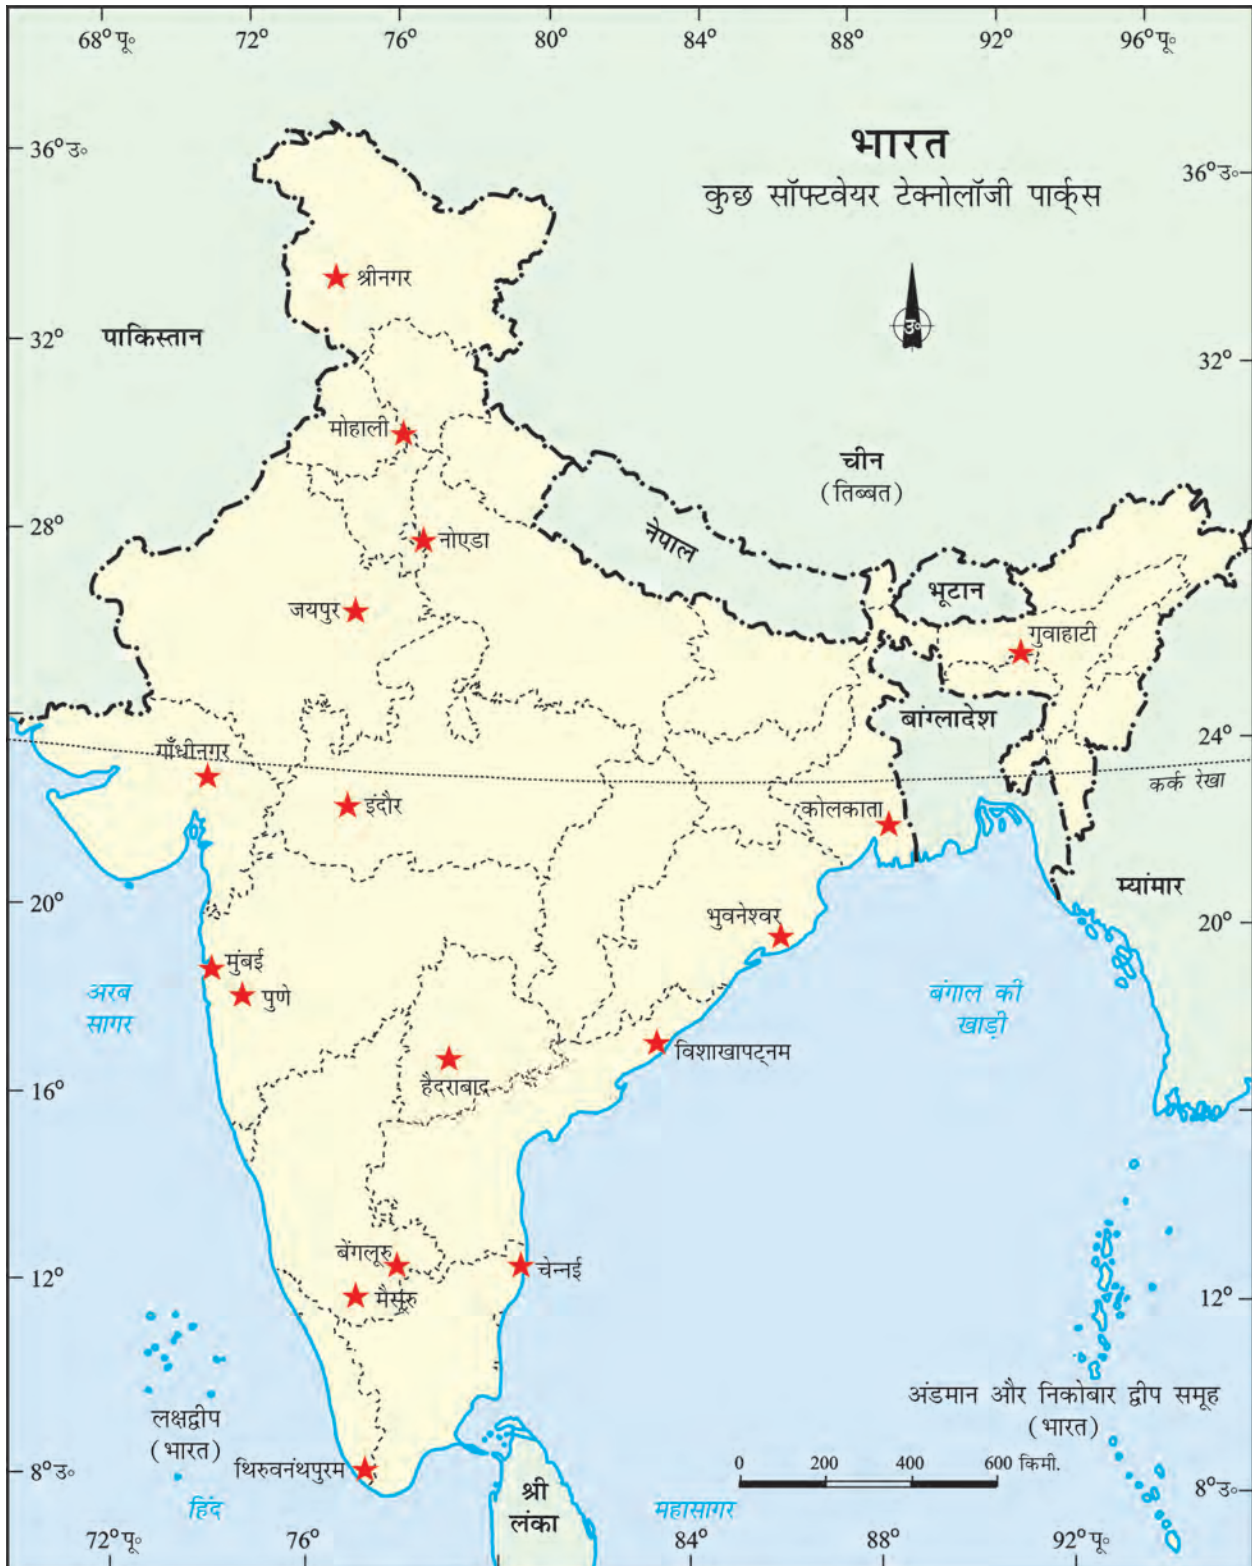 68° पू॰ 72° 76° 80° 84° 88° 92° 96° पू॰
भारत
कुछ सॉफ्टवेयर टेक्नोलॉजी पार्क्स
36° उ॰
36° उ॰
उ॰
श्रीनगर
पाकिस्तान
32°
32°
मोहाली
चीन
(तिब्बत)
28°
28°
नोएडा
नेपाल
भूटान
जयपुर
गुवाहाटी
बांग्लादेश
24°
गाँधीनगर
कर्क रेखा
इंदौर
कोलकाता
म्यांमार
20°
20°
भुवनेश्वर
मुंबई
पुणे
अरब
सागर
बंगाल की
खाड़ी
विशाखापट्नम
हैदराबाद
16°
बेंगलूरु
चेन्नई
मैसूरु
12°
12°
लक्षद्वीप
(भारत)
अंडमान और निकोबार द्वीप समूह
(भारत)
थिरुवनंथपुरम
0 200 400 600 किमी.
8° उ॰
8° उ॰
श्री
लंका
हिंद
महासागर
72° पू॰ 76° 84° 88° 92° पू॰